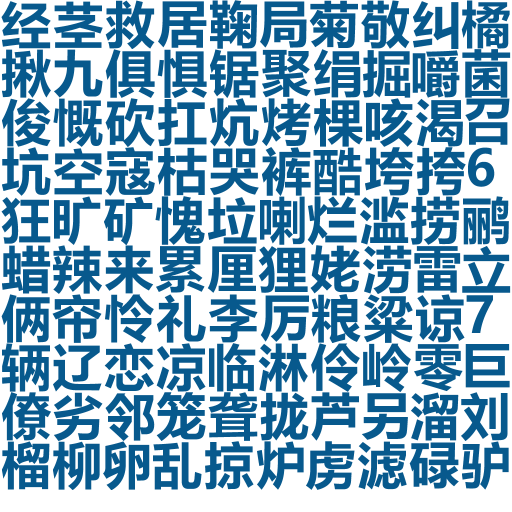 经茎救居鞠局菊敬纠橘
揪九俱惧锯聚绢掘嚼菌
俊慨砍扛炕烤棵咳渴召
坑空寇枯哭裤酷垮挎6
狂旷矿愧垃喇烂滥捞鹂
蜡辣来累厘狸姥涝雷立
俩帘怜礼李厉粮粱谅7
辆辽恋凉临淋伶岭零巨
僚劣邻笼聋拢芦另溜刘
榴柳卵乱掠炉虏滤碌驴